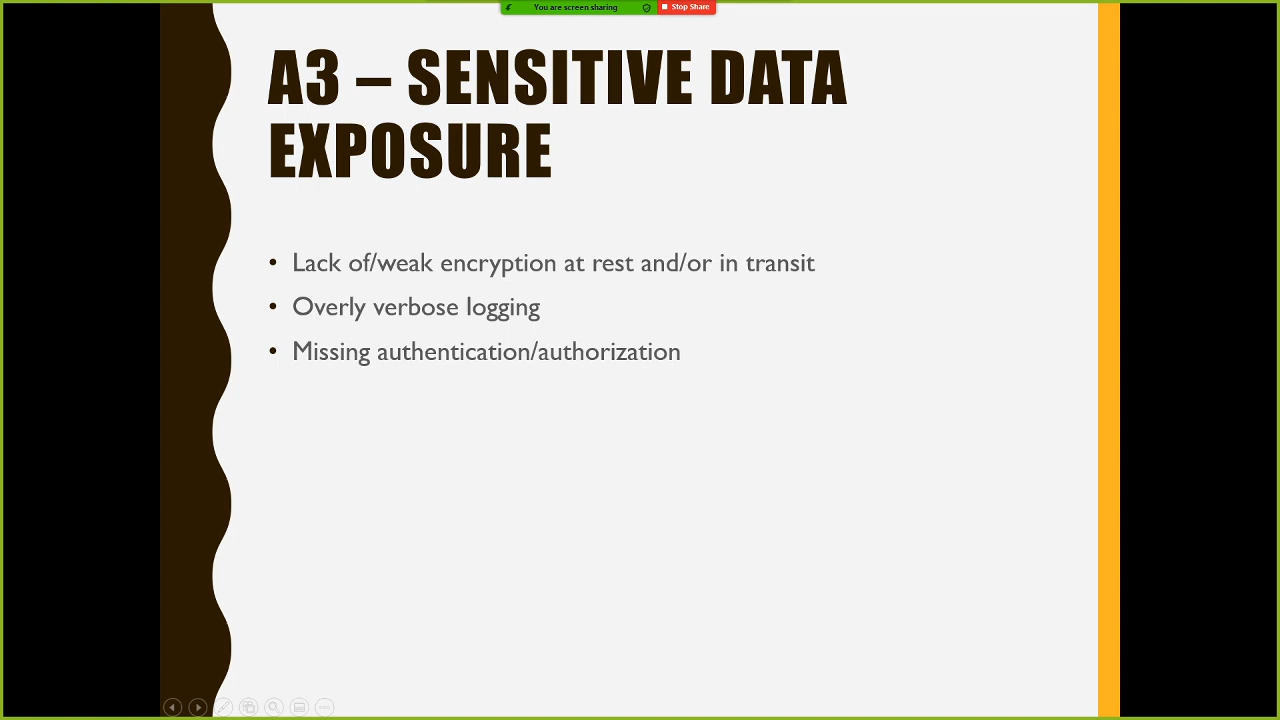 You are screen sharing
Stop Share
A3 – SENSITIVE DATA
EXPOSURE
• Lack of/weak encryption at rest and/or in transit
• Overly verbose logging
• Missing authentication/authorization